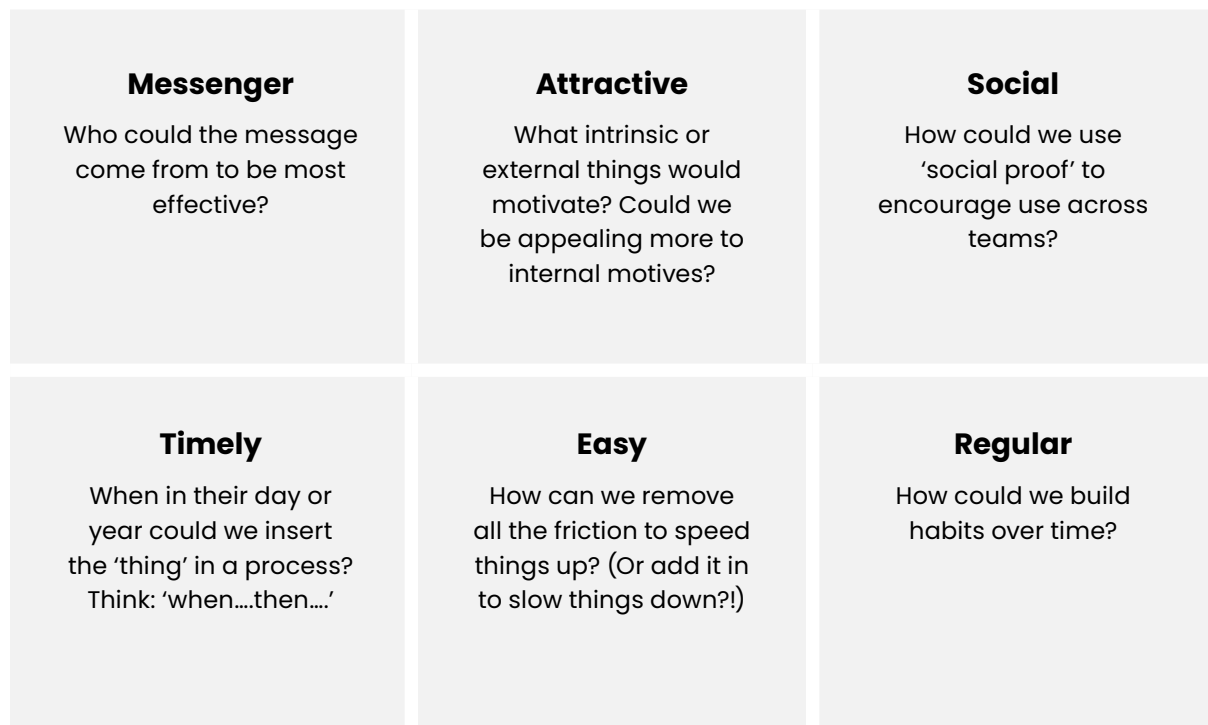 Messenger
Who could the message
come from to be most
effective?
Attractive
What intrinsic or
external things would
motivate? Could we
be appealing more to
internal motives?
Social
How could we use
‘social proof’ to
encourage use across
teams?
Timely
When in their day or
year could we insert
the ‘thing’ in a process?
Think: ‘when....then....’
Easy
How can we remove
all the friction to speed
things up? (Or add it in
to slow things down?!)
Regular
How could we build
habits over time?